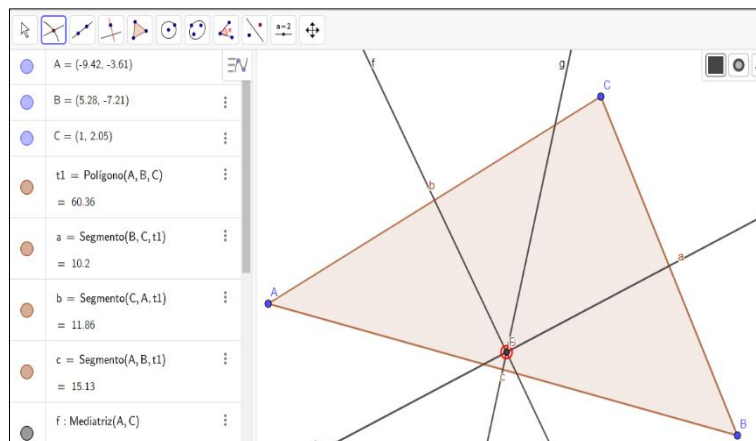 a=2
A = (-9.42, -3.61)
B = (5.28, -7.21)
C = (1, 2.05)
t1 = Polígono(A, B, C)
= 60.36
a = Segmento(B, C, t1)
= 10.2
b = Segmento(C, A, t1)
= 11.86
c = Segmento(A, B, t1)
= 15.13
f : Mediatriz(A, C)
f
g
C
b
a
A
c
B